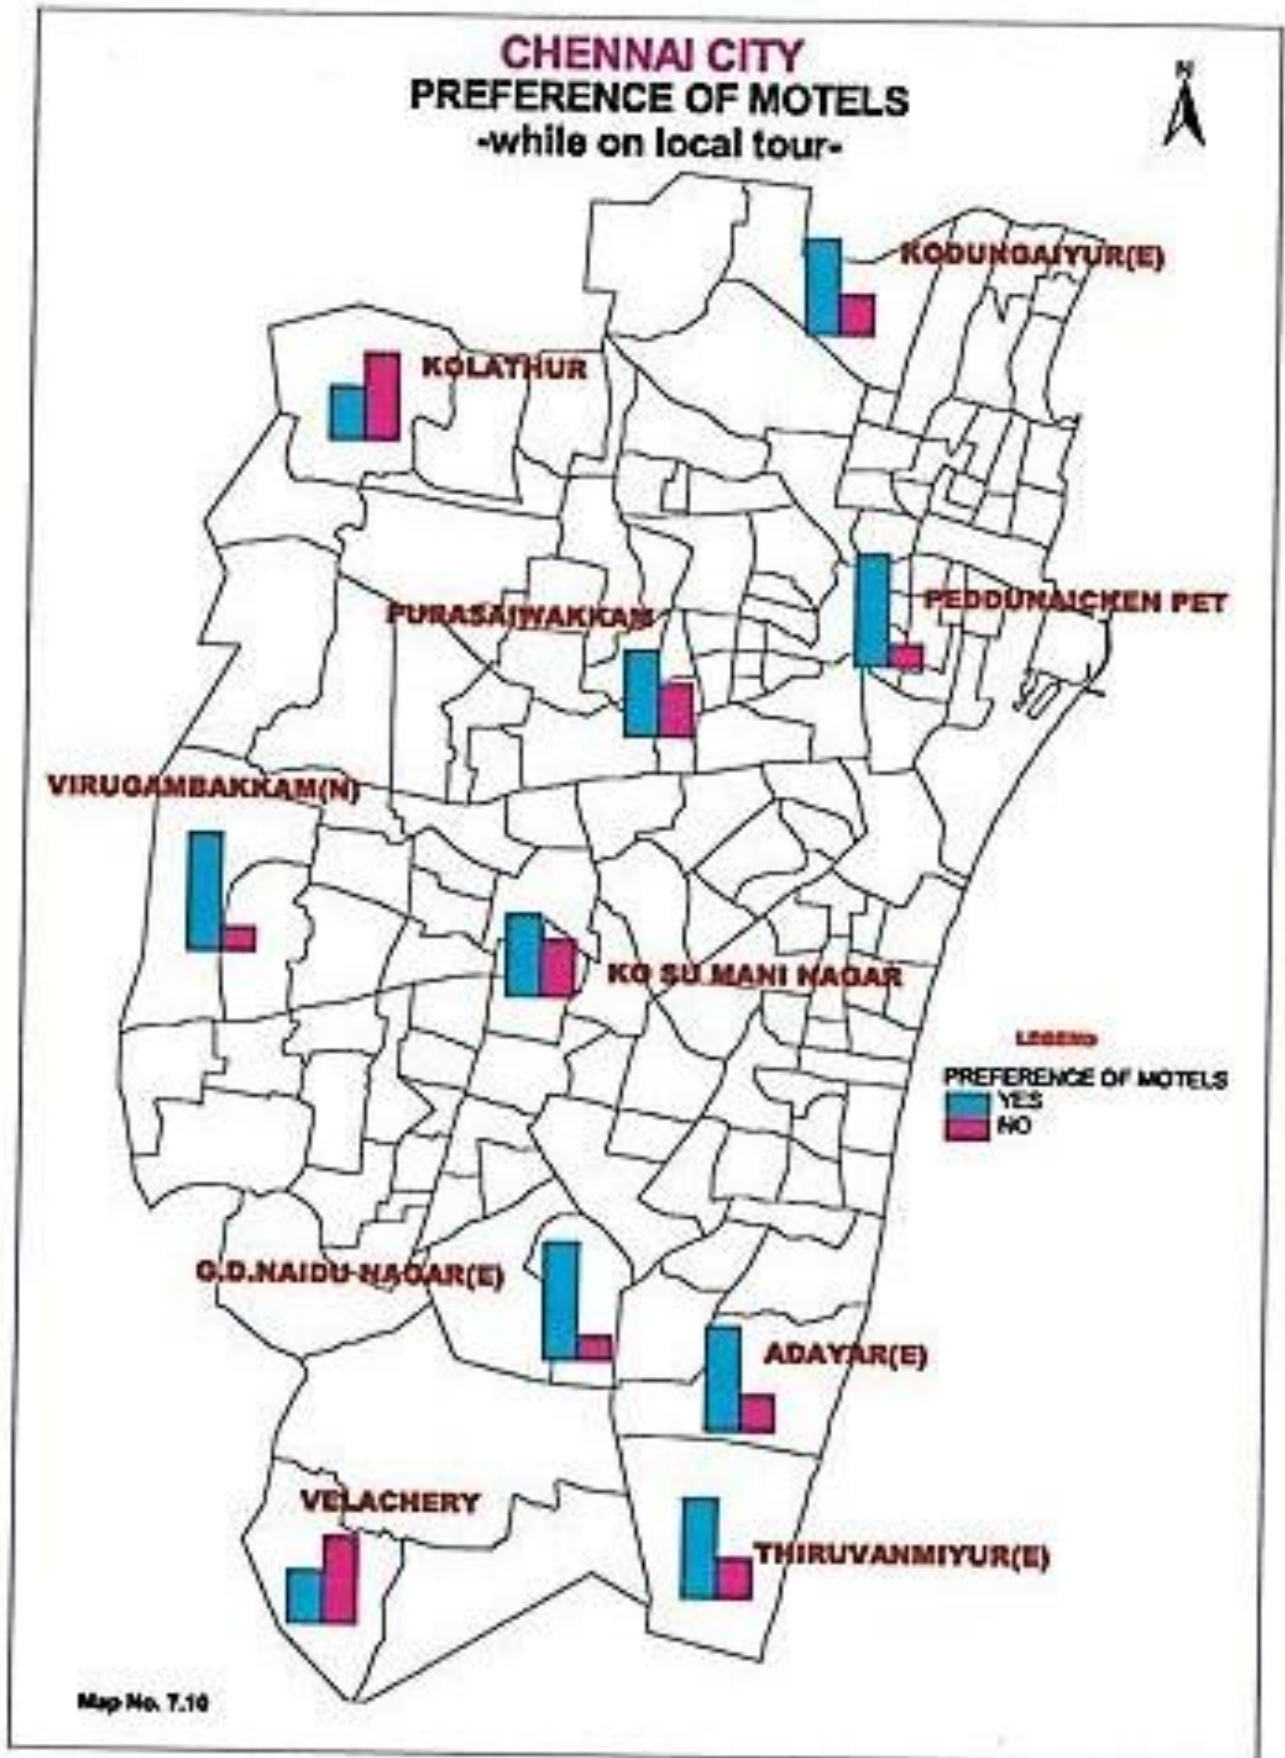 CHENNAI CITY
PREFERENCE OF MOTELS
-while on local tour-
N
KODUNGAIYUR(E)
KOLATHUR
PEDDUNAICKEN PET
PURASAIWAKKAM
VIRUGAMBAKKAM(N)
KO SU MANI NAGAR
LEGEND
PREFERENCE OF MOTELS
YES
NO
G.D.NAIDU NAGAR(E)
ADAYAR(E)
VELACHERY
THIRUVANMIYUR(E)
Map No. 7.10